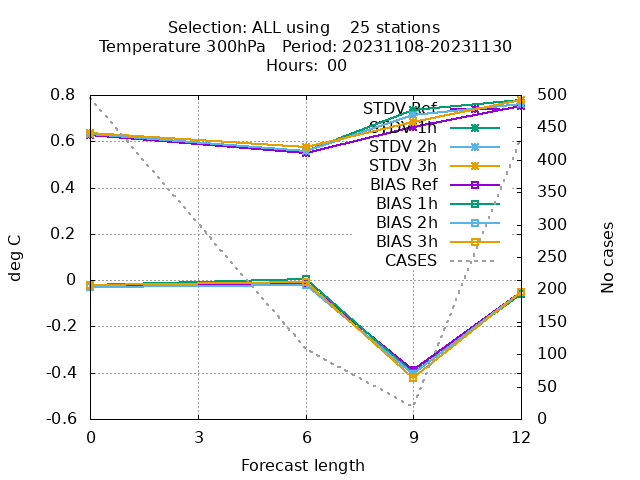 Selection: ALL using    25 stations
Temperature 300hPa   Period: 20231108-20231130
Hours: 00
deg C
0.8
0.6
0.4
0.2
0
-0.2
-0.4
-0.6
STDV Ref
STDV 1h
STDV 2h
STDV 3h
BIAS Ref
BIAS 1h
BIAS 2h
BIAS 3h
CASES
500
450
400
350
300
250
200
150
100
50
0
No cases
0 3 6 9 12
Forecast length